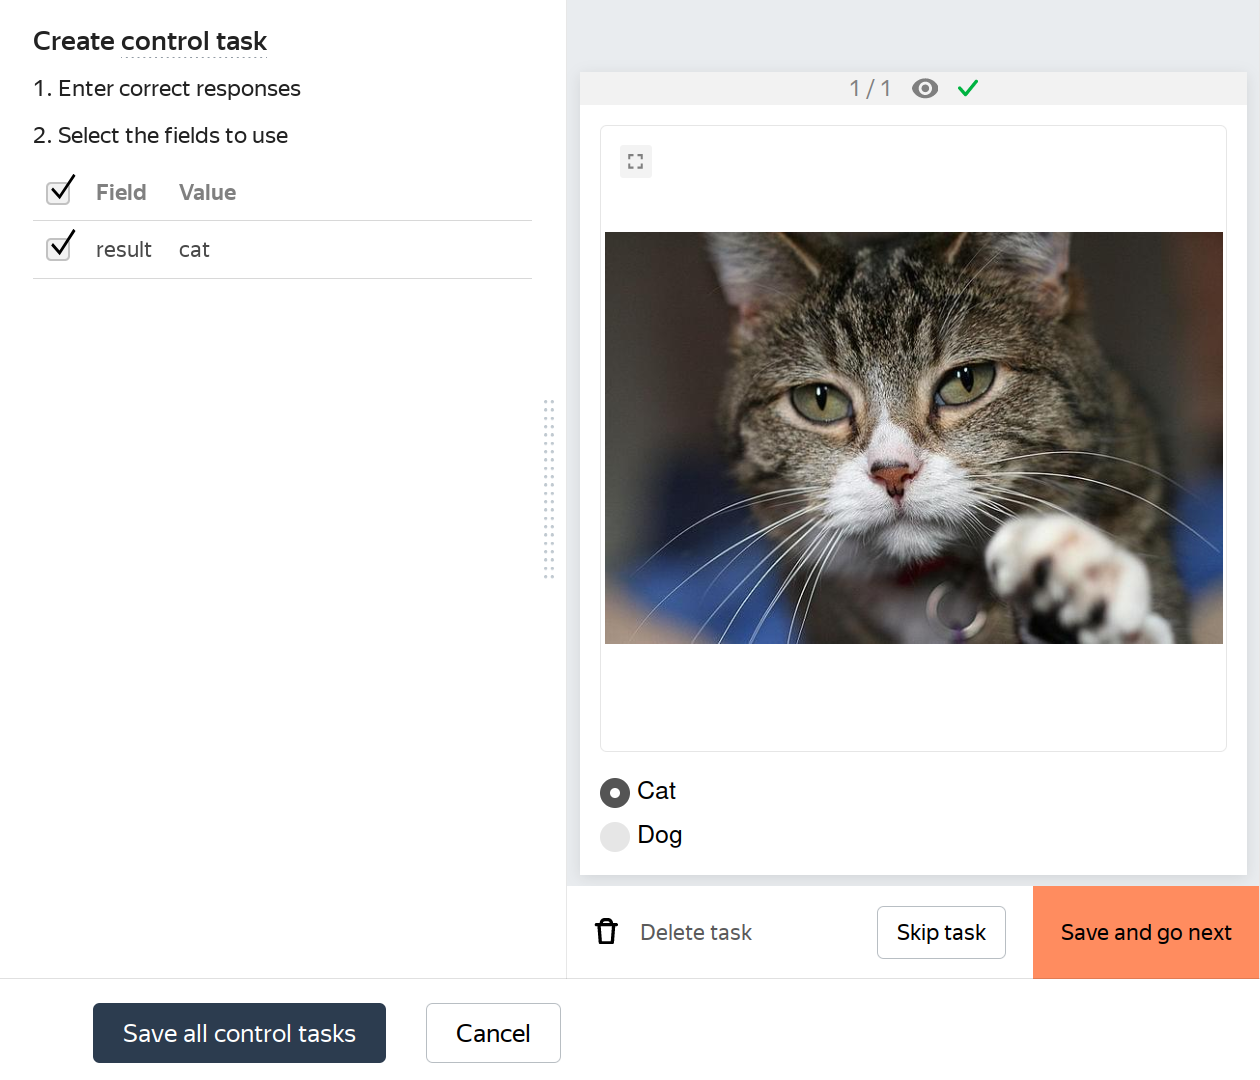 Create control task
1. Enter correct responses
2. Select the fields to use
Field Value
result cat
1 / 1
Cat
Dog
Delete task
Skip task
Save and go next
Save all control tasks
Cancel